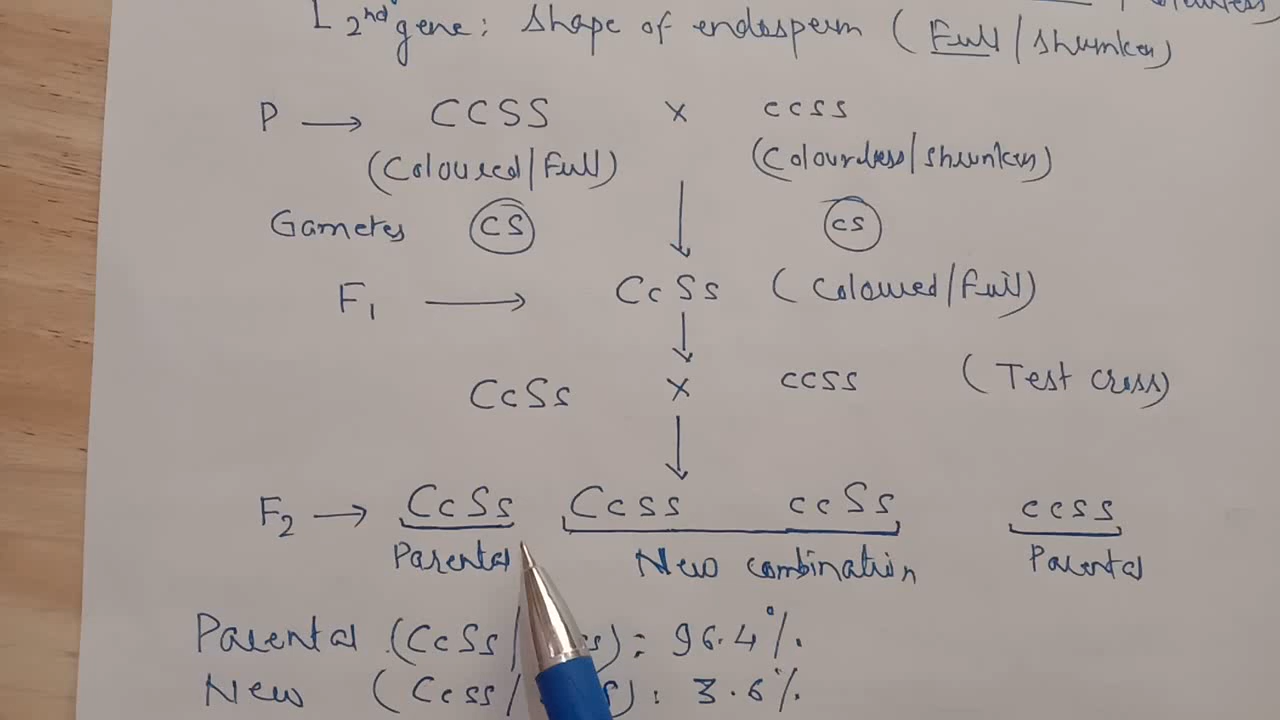 2nd gene: Shape of endosperm (Full/shrunken)
P → CCSS x ccss
(Coloured/Full) (Colourless/shrunken)
Gametes CS cs
F1 → CcSs (Coloured/Full)
CcSs x ccss (Test cross)
F2 → CcSs Ccss ccSs ccss
Parental New combination Parental
Parental (CcSs/ ss): 96.4%.
New (Ccss/ s): 3.6%